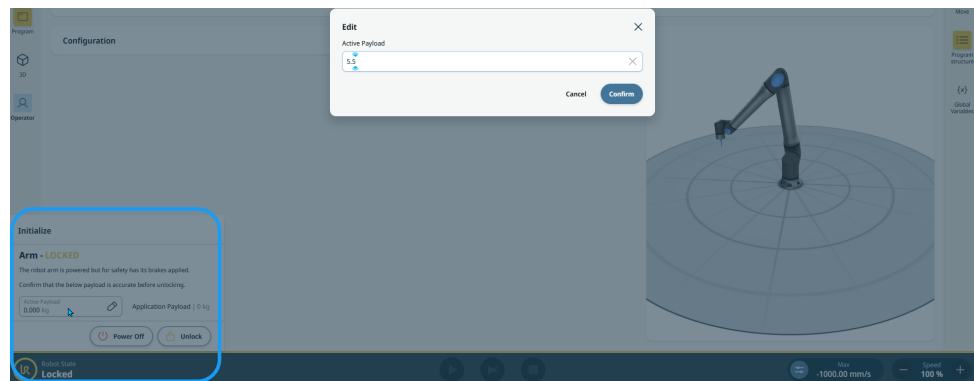 Program
3D
Operator
Configuration
Edit
Active Payload
5.5
Cancel
Confirm
Move
Program
structure
{x}
Global
Variables
Initialize
Arm - LOCKED
The robot arm is powered but for safety has its brakes applied.
Confirm that the below payload is accurate before unlocking.
Active Payload
0.000 kg
Application Payload | 0 kg
Power Off
Unlock
UR
Robot State
Locked
Max
-1000.00 mm/s
Speed
100 %